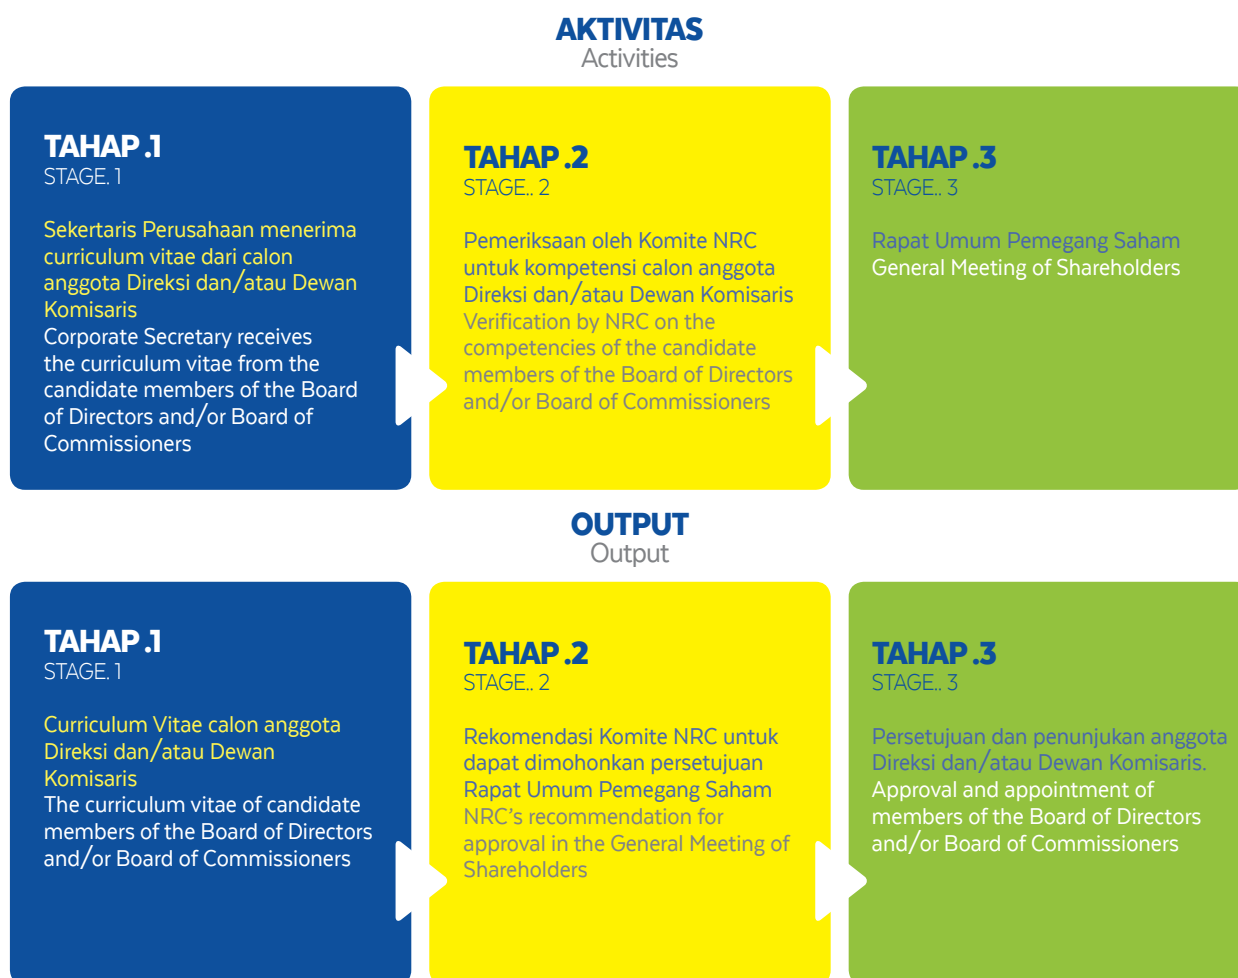 AKTIVITAS
Activities
TAHAP .1
STAGE. 1
Sekertaris Perusahaan menerima
curriculum vitae dari calon
anggota Direksi dan/atau Dewan
Komisaris
Corporate Secretary receives
the curriculum vitae from the
candidate members of the Board
of Directors and/or Board of
Commissioners
TAHAP .2
STAGE.. 2
Pemeriksaan oleh Komite NRC
untuk kompetensi calon anggota
Direksi dan/atau Dewan Komisaris
Verification by NRC on the
competencies of the candidate
members of the Board of Directors
and/or Board of Commissioners
TAHAP .3
STAGE.. 3
Rapat Umum Pemegang Saham
General Meeting of Shareholders
OUTPUT
Output
TAHAP .1
STAGE. 1
Curriculum Vitae calon anggota
Direksi dan/atau Dewan
Komisaris
The curriculum vitae of candidate
members of the Board of Directors
and/or Board of Commissioners
TAHAP .2
STAGE.. 2
Rekomendasi Komite NRC untuk
dapat dimohonkan persetujuan
Rapat Umum Pemegang Saham
NRC's recommendation for
approval in the General Meeting of
Shareholders
TAHAP .3
STAGE.. 3
Persetujuan dan penunjukan anggota
Direksi dan/atau Dewan Komisaris.
Approval and appointment of
members of the Board of Directors
and/or Board of Commissioners